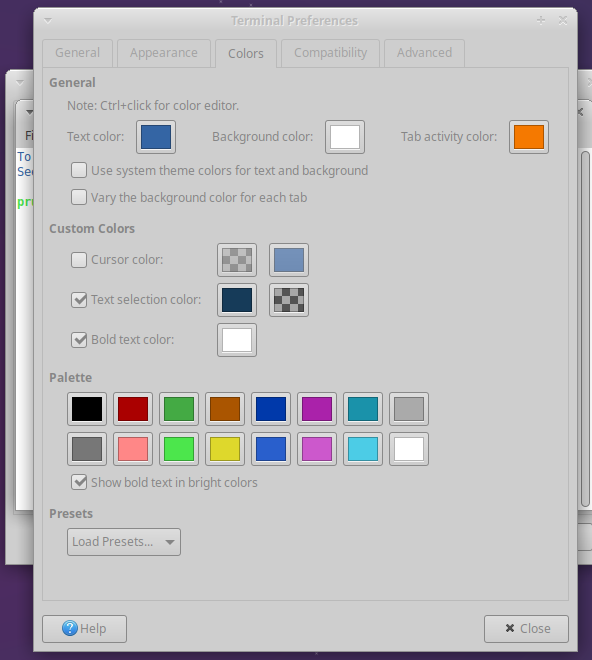 Terminal Preferences
General Appearance Colors Compatibility Advanced
General
Note: Ctrl+click for color editor.
Text color: Background color: Tab activity color:
Use system theme colors for text and background
Vary the background color for each tab
Custom Colors
Cursor color:
Text selection color:
Bold text color:
Palette
Show bold text in bright colors
Presets
Load Presets...
Help Close
To